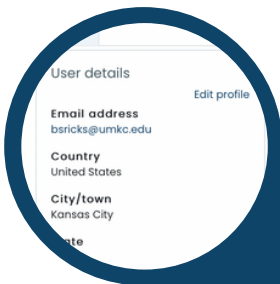 User details
Edit profile
Email address
bsricks@umkc.edu
Country
United States
City/town
Kansas City